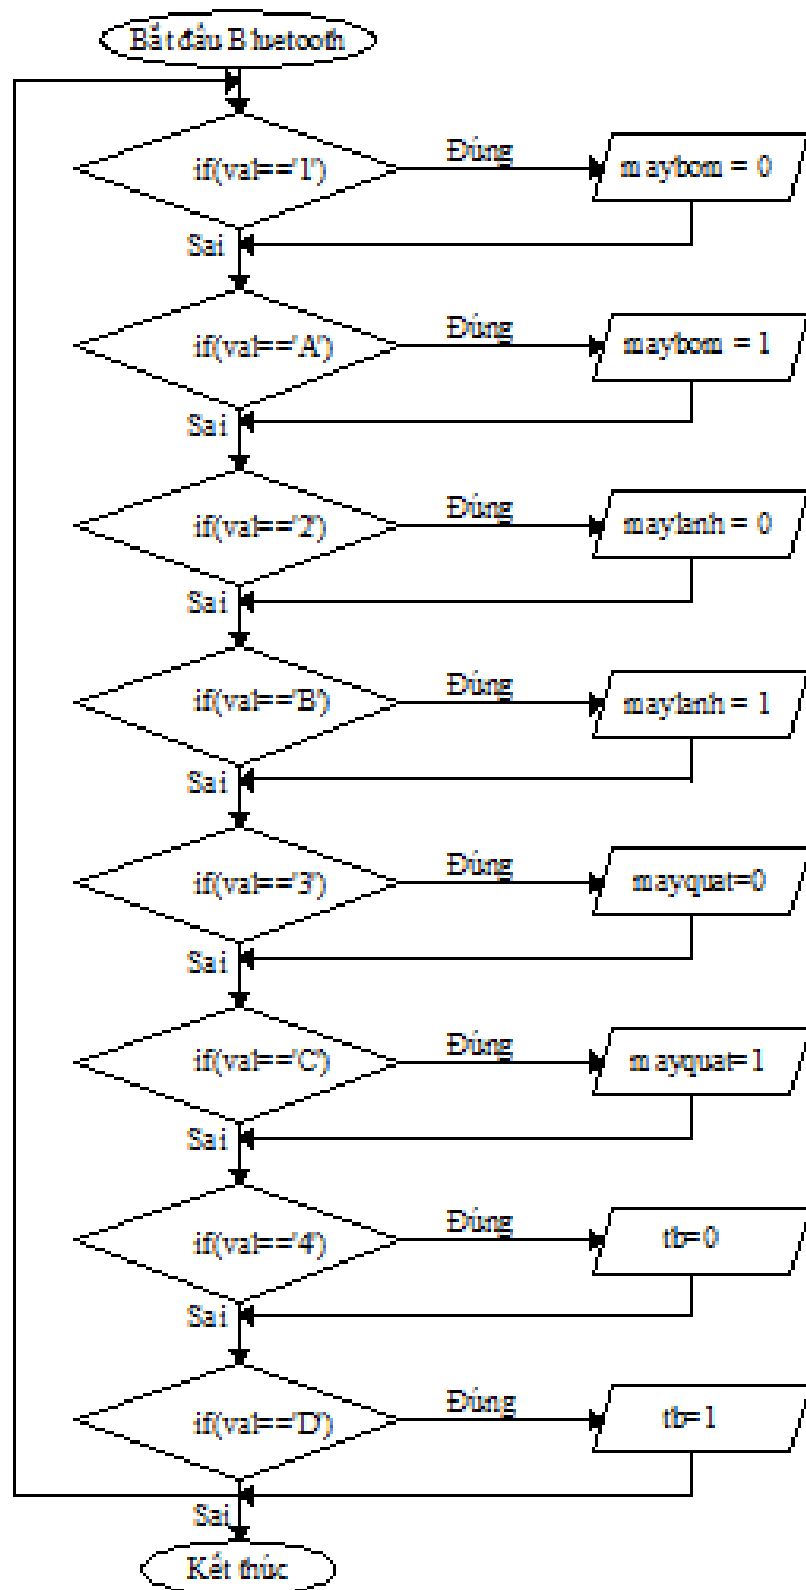 Bắt đầu Bluetooth
if(val=='1')
Đúng
maybom = 0
Sai
if(val=='A')
Đúng
maybom = 1
Sai
if(val=='2')
Đúng
maylanh = 0
Sai
if(val=='B')
Đúng
maylanh = 1
Sai
if(val=='3')
Đúng
mayquat=0
Sai
if(val=='C')
Đúng
mayquat=1
Sai
if(val=='4')
Đúng
tb=0
Sai
if(val=='D')
Đúng
tb=1
Sai
Kết thúc